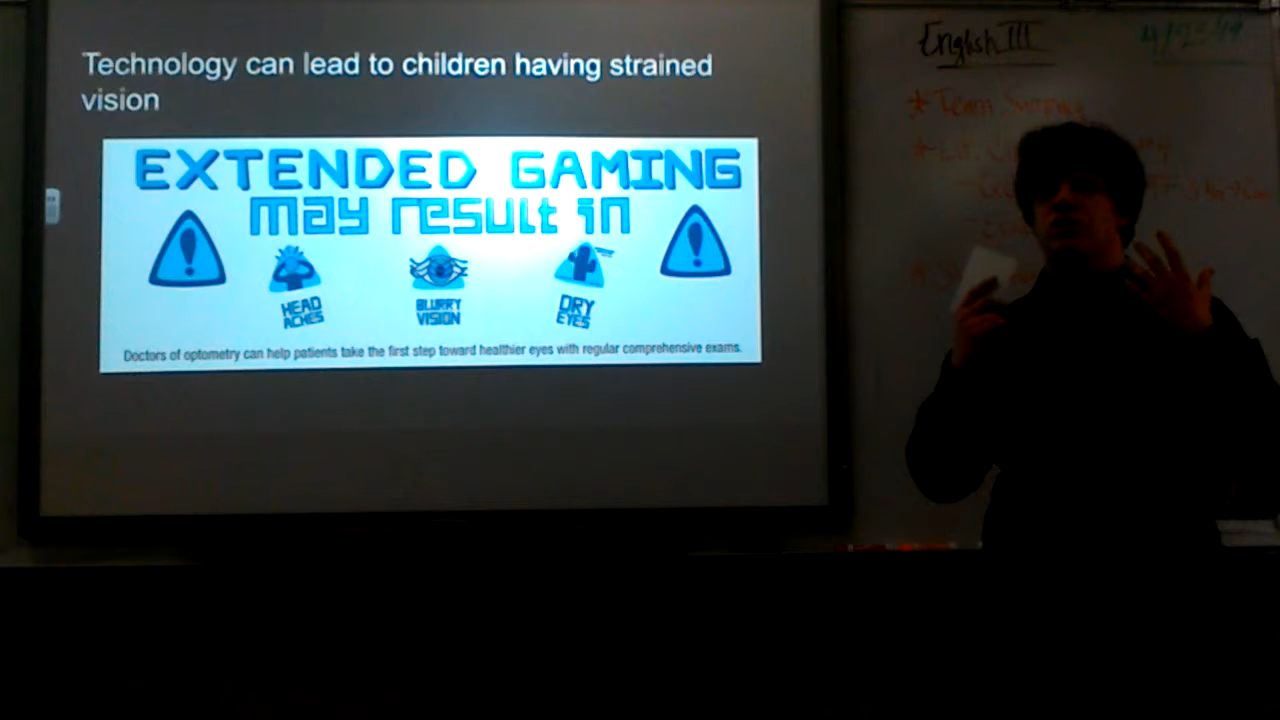 Technology can lead to children having strained
vision
EXTENDED GAMING
may result in
HEAD
ACHES
BLURRY
VISION
DRY
EYES
Doctors of optometry can help patients take the first step toward healthier eyes with regular comprehensive exams.
English III
* Team